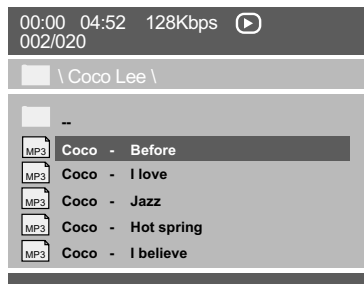 00:00 04:52 128Kbps
002/020
\ Coco Lee \
--
MP3 Coco - Before
MP3 Coco - I love
MP3 Coco - Jazz
MP3 Coco - Hot spring
MP3 Coco - I believe